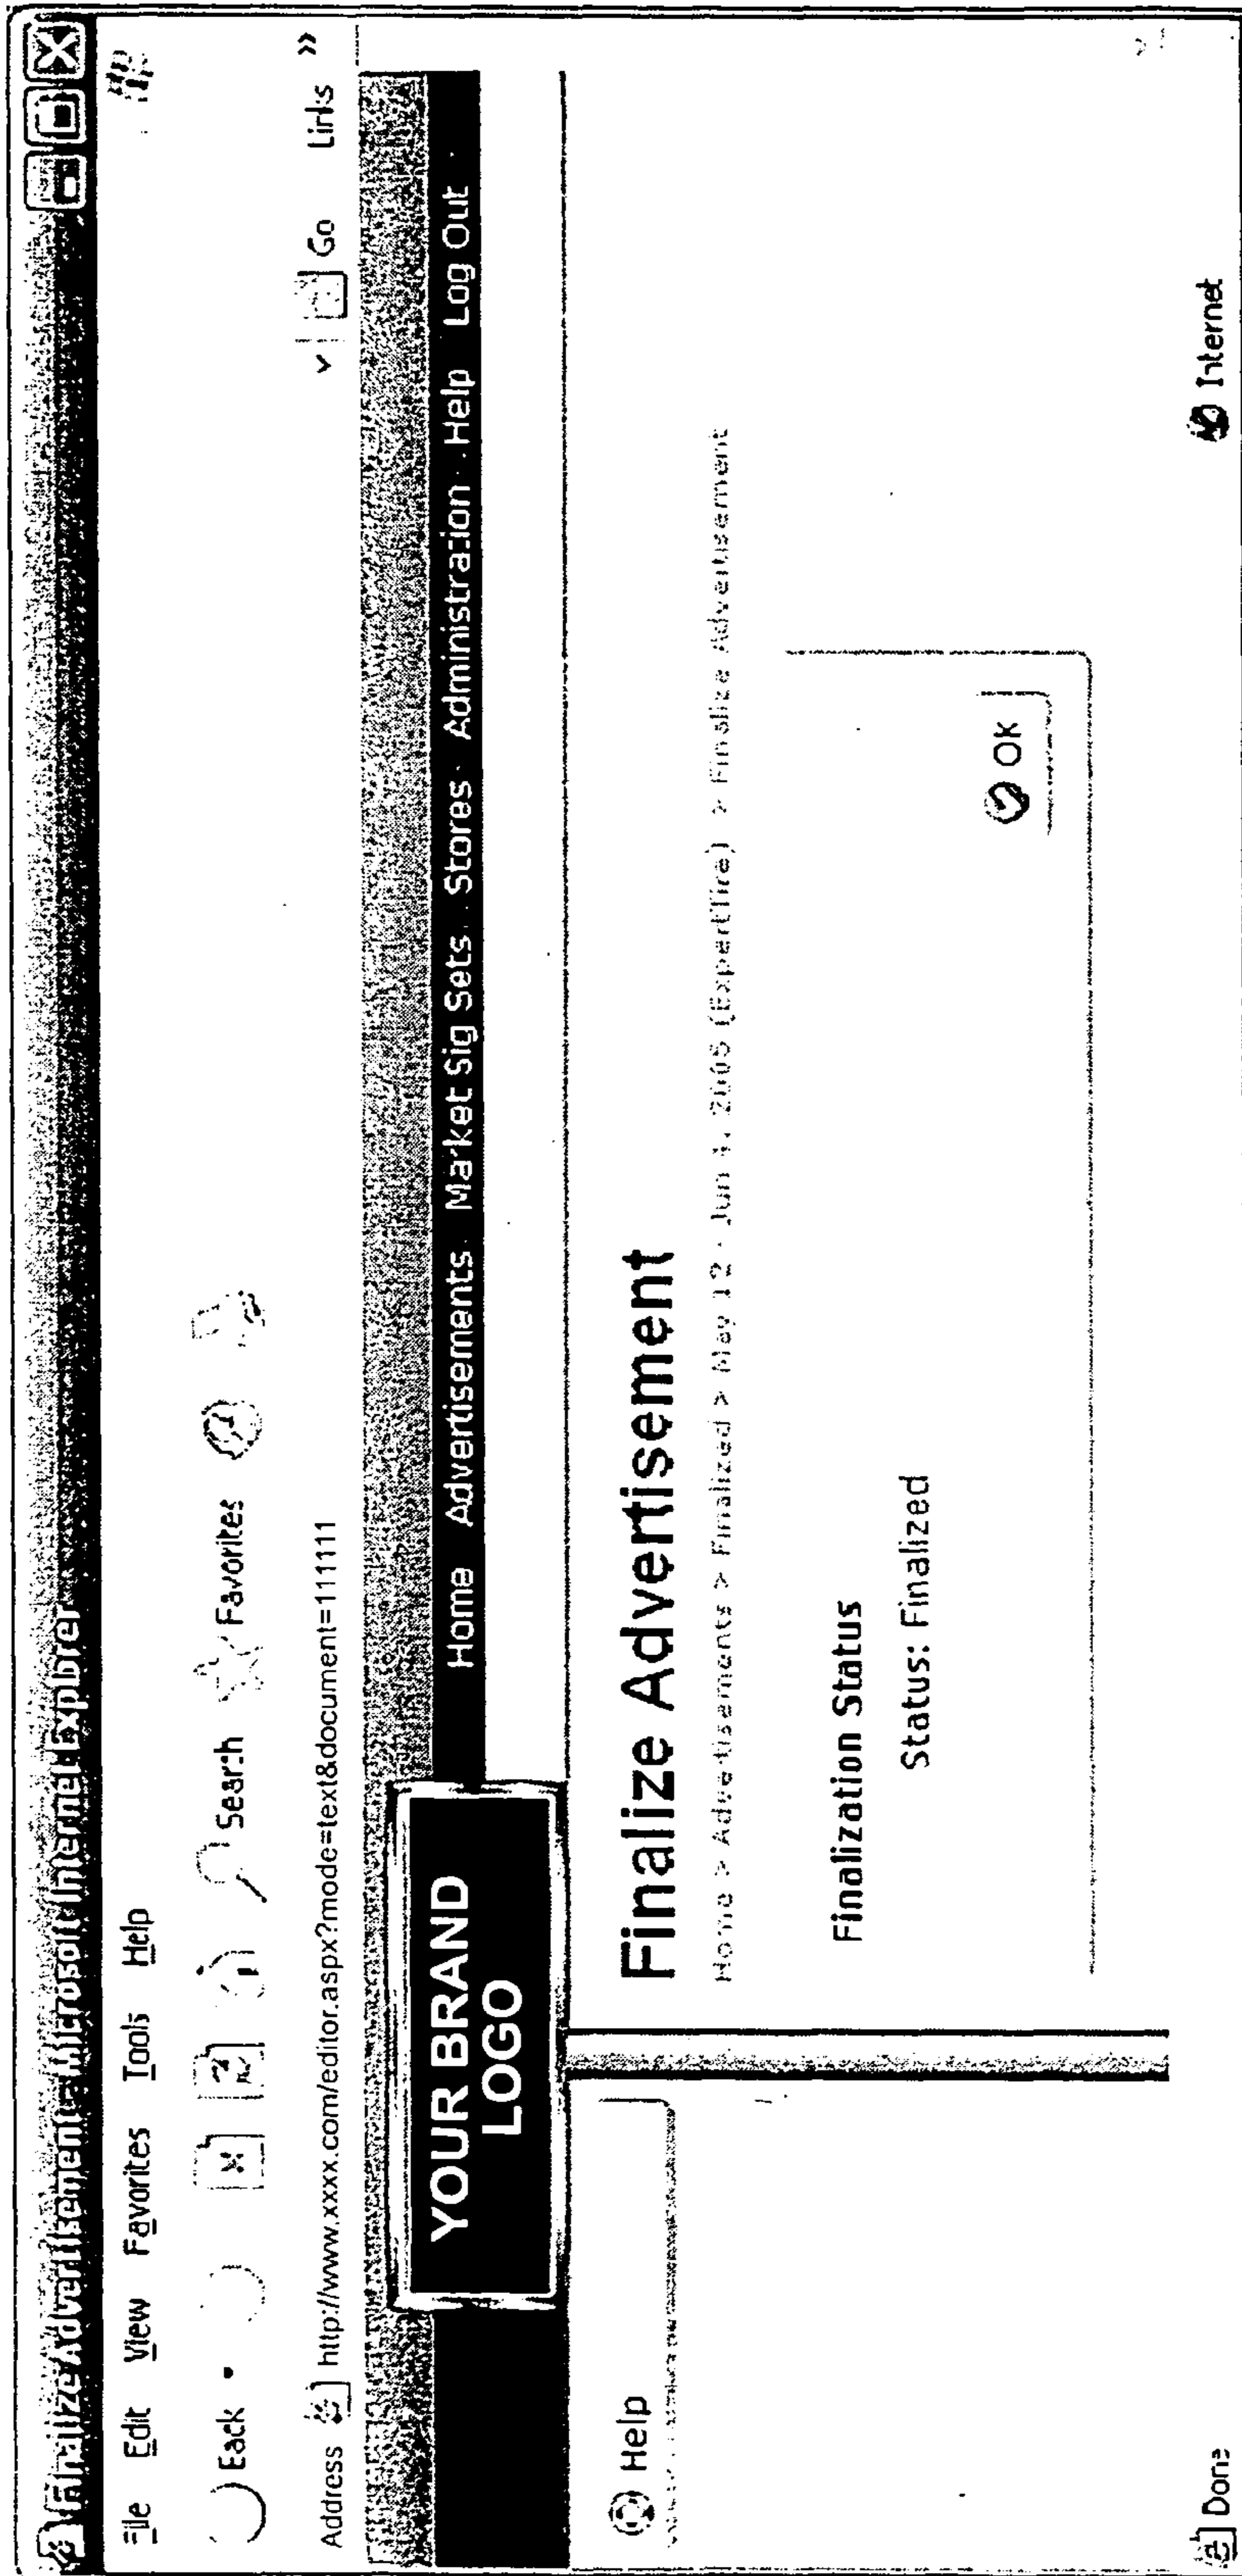 Finalize Advertisement - Microsoft Internet Explorer
File Edit View Favorites Tools Help
Back Search Favorites
Address http://www.xxxx.com/editor.aspx?mode=text&document=111111 Go Links »
YOUR BRAND
LOGO
Home Advertisements Market Sig Sets Stores Administration Help Log Out
Help
Finalize Advertisement
Home > Advertisements > Finalized > May 12 - Jun 4, 2005 (ExpertTire) > Finalize Advertisement
Finalization Status
Status: Finalized
OK
Done Internet